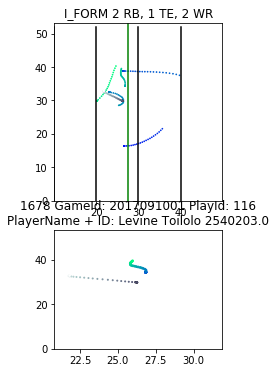 I_FORM 2 RB, 1 TE, 2 WR
50
40
30
20
10
0
20 30 40
1678 GameId: 2017091001 PlayId: 116
PlayerName + ID: Levine Toilolo 2540203.0
40
20
0
22.5 25.0 27.5 30.0